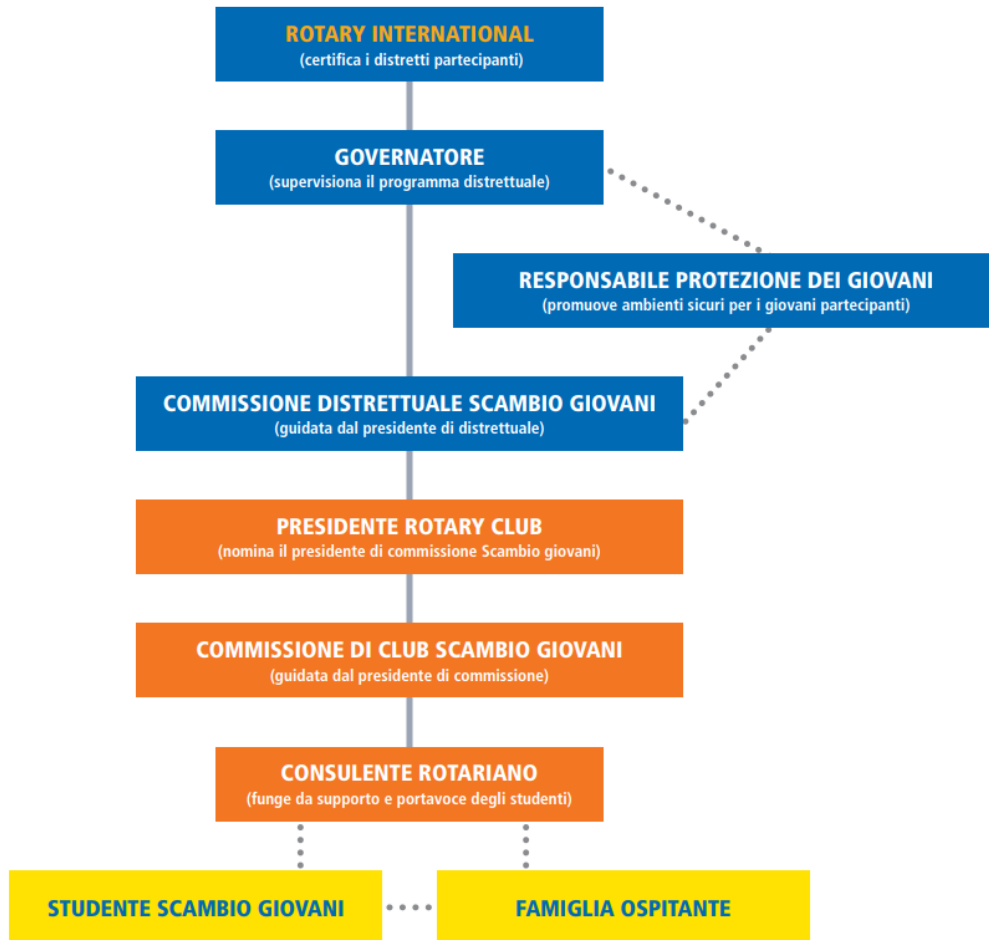 ROTARY INTERNATIONAL
(certifica i distretti partecipanti)
GOVERNATORE
(supervisiona il programma distrettuale)
RESPONSABILE PROTEZIONE DEI GIOVANI
(promuove ambienti sicuri per i giovani partecipanti)
COMMISSIONE DISTRETTUALE SCAMBIO GIOVANI
(guidata dal presidente di distrettuale)
PRESIDENTE ROTARY CLUB
(nomina il presidente di commissione Scambio giovani)
COMMISSIONE DI CLUB SCAMBIO GIOVANI
(guidata dal presidente di commissione)
CONSULENTE ROTARIANO
(funge da supporto e portavoce degli studenti)
STUDENTE SCAMBIO GIOVANI
FAMIGLIA OSPITANTE